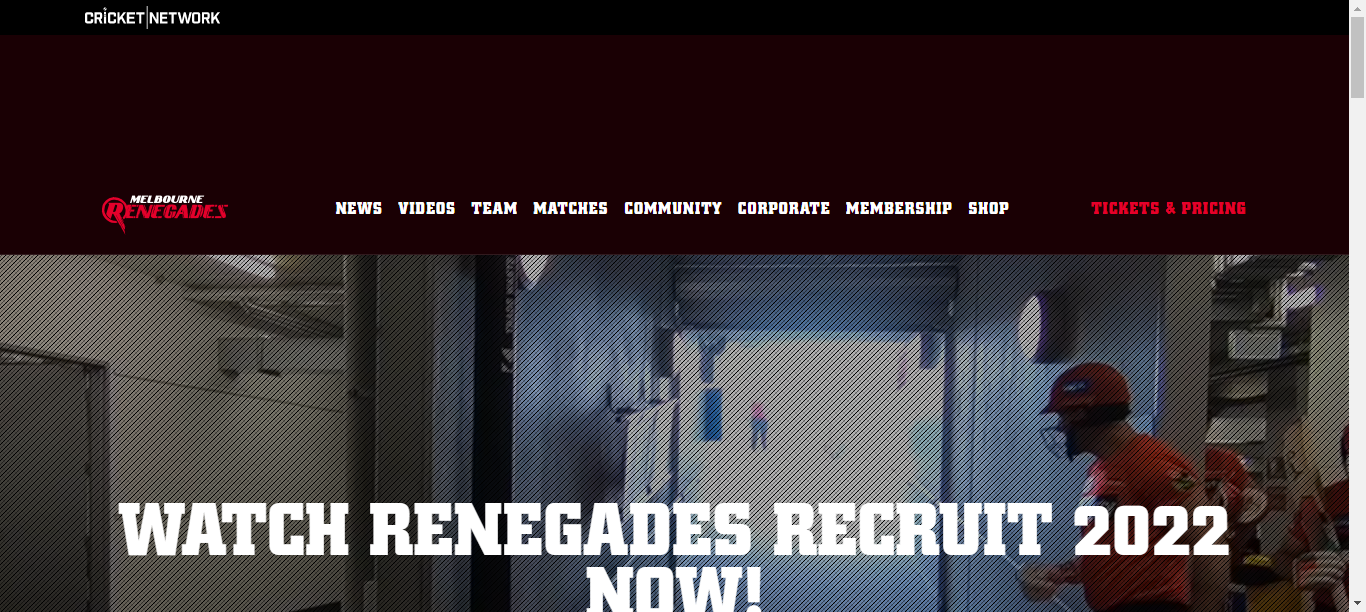 CRICKET NETWORK
MELBOURNE
RENEGADES
NEWS VIDEOS TEAM MATCHES COMMUNITY CORPORATE MEMBERSHIP SHOP
TICKETS & PRICING
WATCH RENEGADES RECRUIT 2022
NOW!